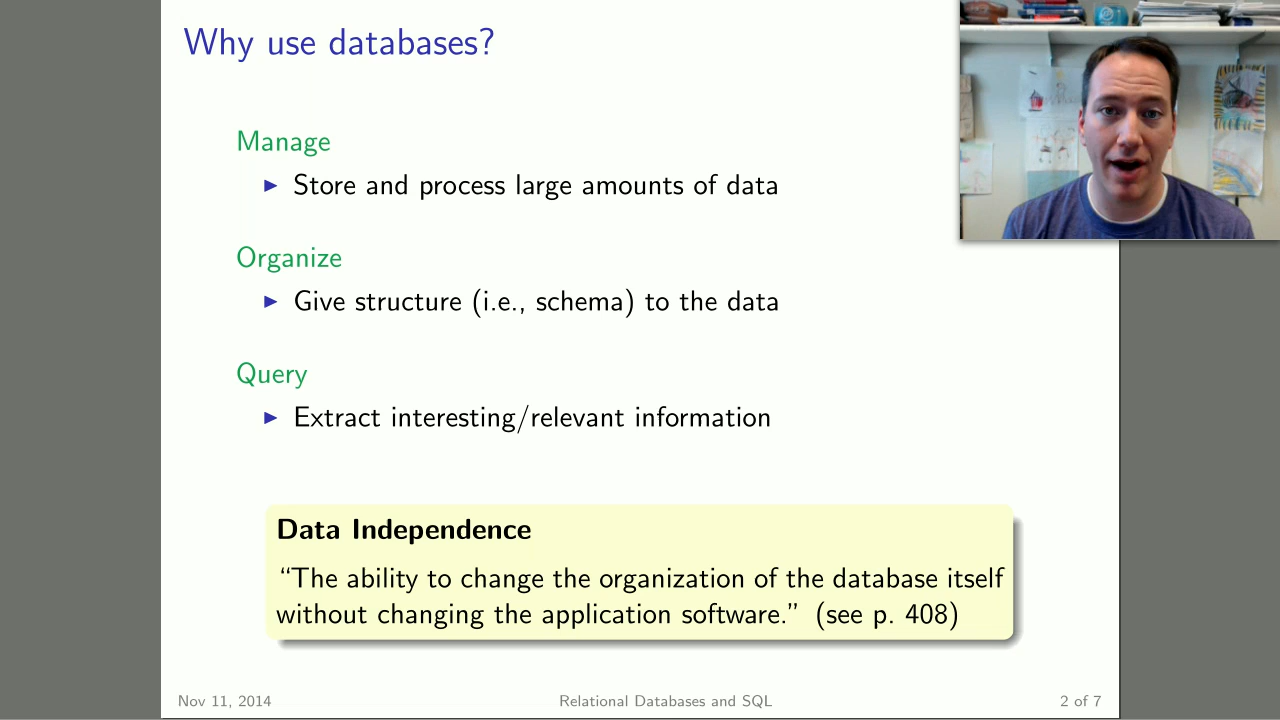 Why use databases?
Manage
▶ Store and process large amounts of data
Organize
▶ Give structure (i.e., schema) to the data
Query
▶ Extract interesting/relevant information
Data Independence
“The ability to change the organization of the database itself
without changing the application software.” (see p. 408)
Nov 11, 2014 Relational Databases and SQL 2 of 7